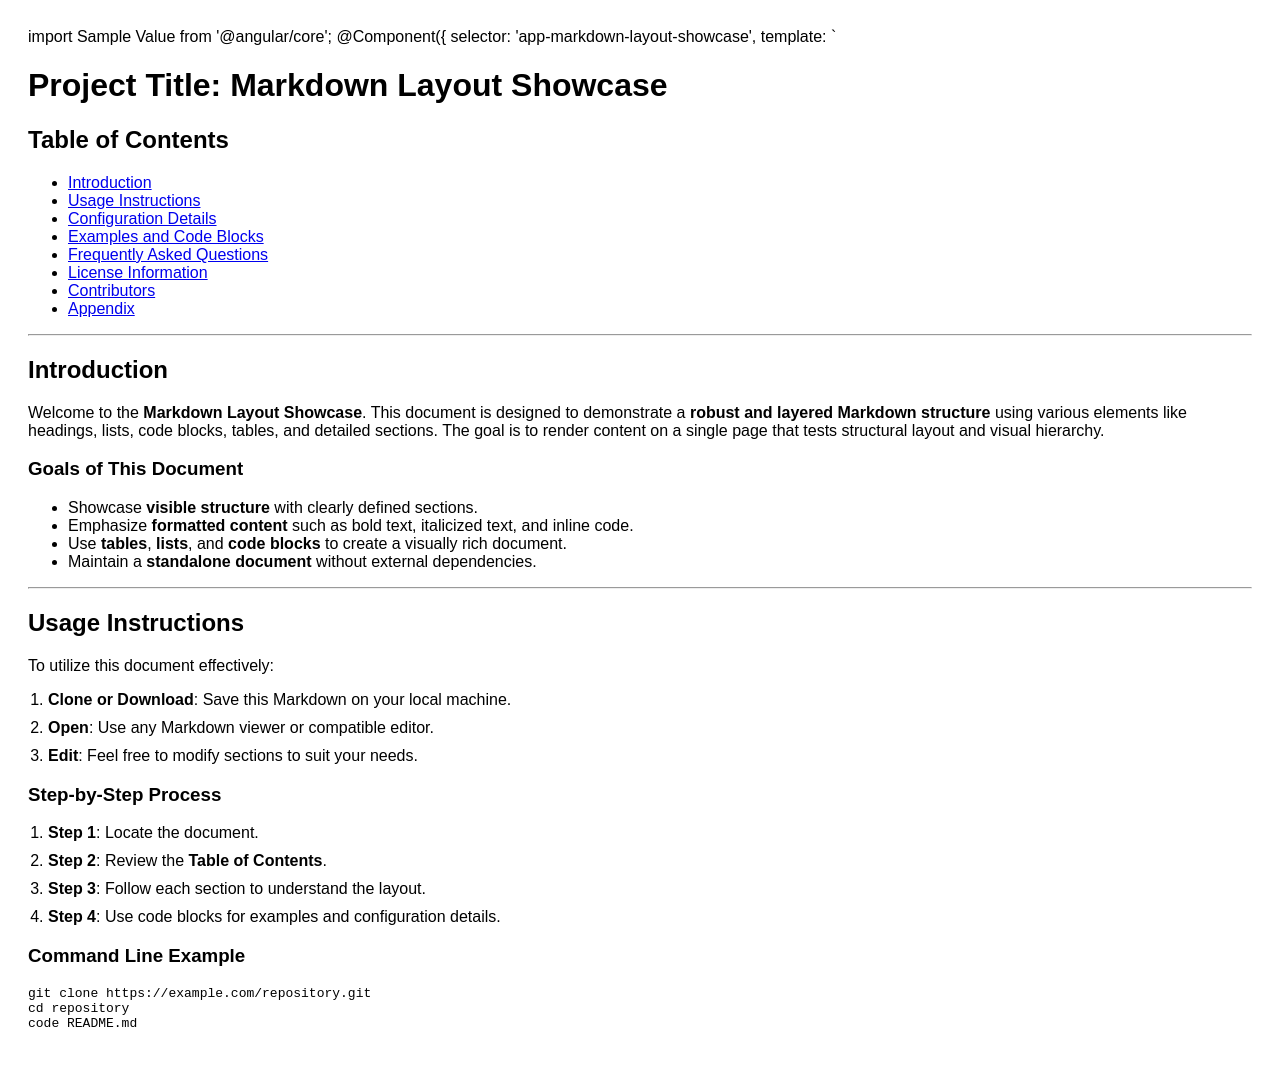 import Sample Value from '@angular/core'; @Component({ selector: 'app-markdown-layout-showcase', template: `
Project Title: Markdown Layout Showcase
Table of Contents
• Introduction
• Usage Instructions
• Configuration Details
• Examples and Code Blocks
• Frequently Asked Questions
• License Information
• Contributors
• Appendix
Introduction
Welcome to the Markdown Layout Showcase. This document is designed to demonstrate a robust and layered Markdown structure using various elements like
headings, lists, code blocks, tables, and detailed sections. The goal is to render content on a single page that tests structural layout and visual hierarchy.
Goals of This Document
• Showcase visible structure with clearly defined sections.
• Emphasize formatted content such as bold text, italicized text, and inline code.
• Use tables, lists, and code blocks to create a visually rich document.
• Maintain a standalone document without external dependencies.
Usage Instructions
To utilize this document effectively:
1. Clone or Download: Save this Markdown on your local machine.
2. Open: Use any Markdown viewer or compatible editor.
3. Edit: Feel free to modify sections to suit your needs.
Step-by-Step Process
1. Step 1: Locate the document.
2. Step 2: Review the Table of Contents.
3. Step 3: Follow each section to understand the layout.
4. Step 4: Use code blocks for examples and configuration details.
Command Line Example
git clone https://example.com/repository.git
cd repository
code README.md